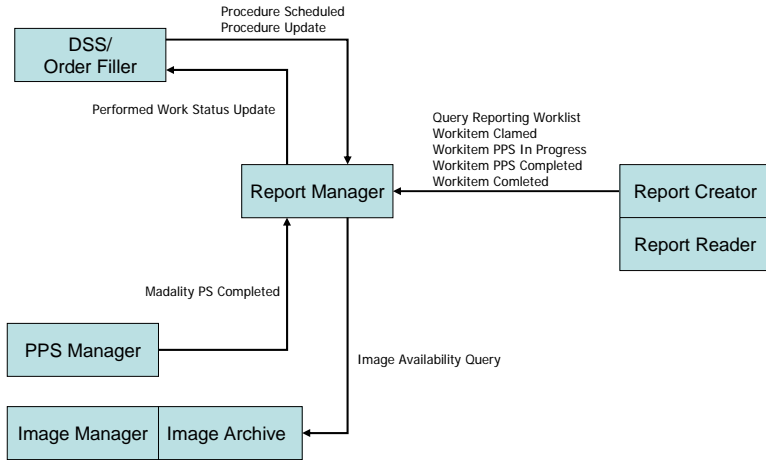 Procedure Scheduled
Procedure Update
DSS/
Order Filler
Performed Work Status Update
Query Reporting Worklist
Workitem Clamed
Workitem PPS In Progress
Workitem PPS Completed
Workitem Comleted
Report Manager
Report Creator
Report Reader
Madality PS Completed
PPS Manager
Image Availability Query
Image Manager
Image Archive